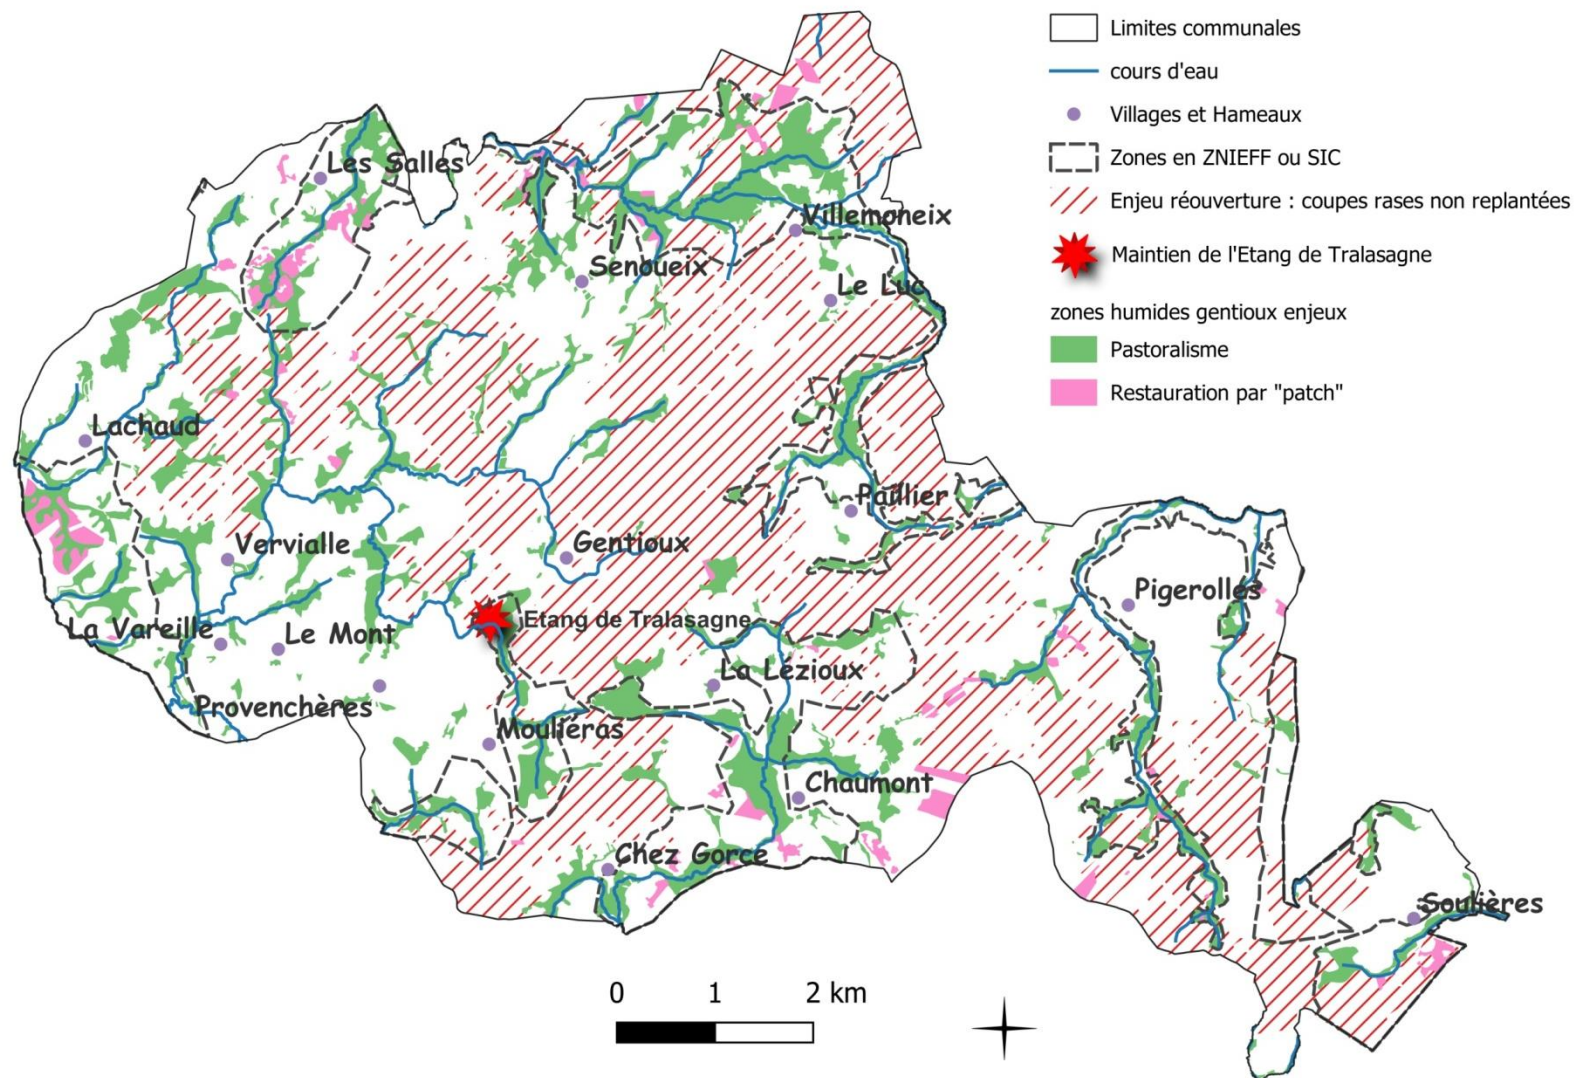 Limites communales
cours d'eau
Villages et Hameaux
Zones en ZNIEFF ou SIC
Enjeu réouverture : coupes rases non replantées
Maintien de l'Etang de Tralasagne
zones humides gentioux enjeux
Pastoralisme
Restauration par "patch"
Les Salles
Villemoneix
Senoueix
Le Luc
Lachaud
Paillier
Vervialle
Gentioux
Pigerolles
Etang de Tralasagne
La Vareille
Le Mont
La Lézioux
Provenchères
Mouliéras
Chaumont
Chez Gorce
Soulières
0 1 2 km